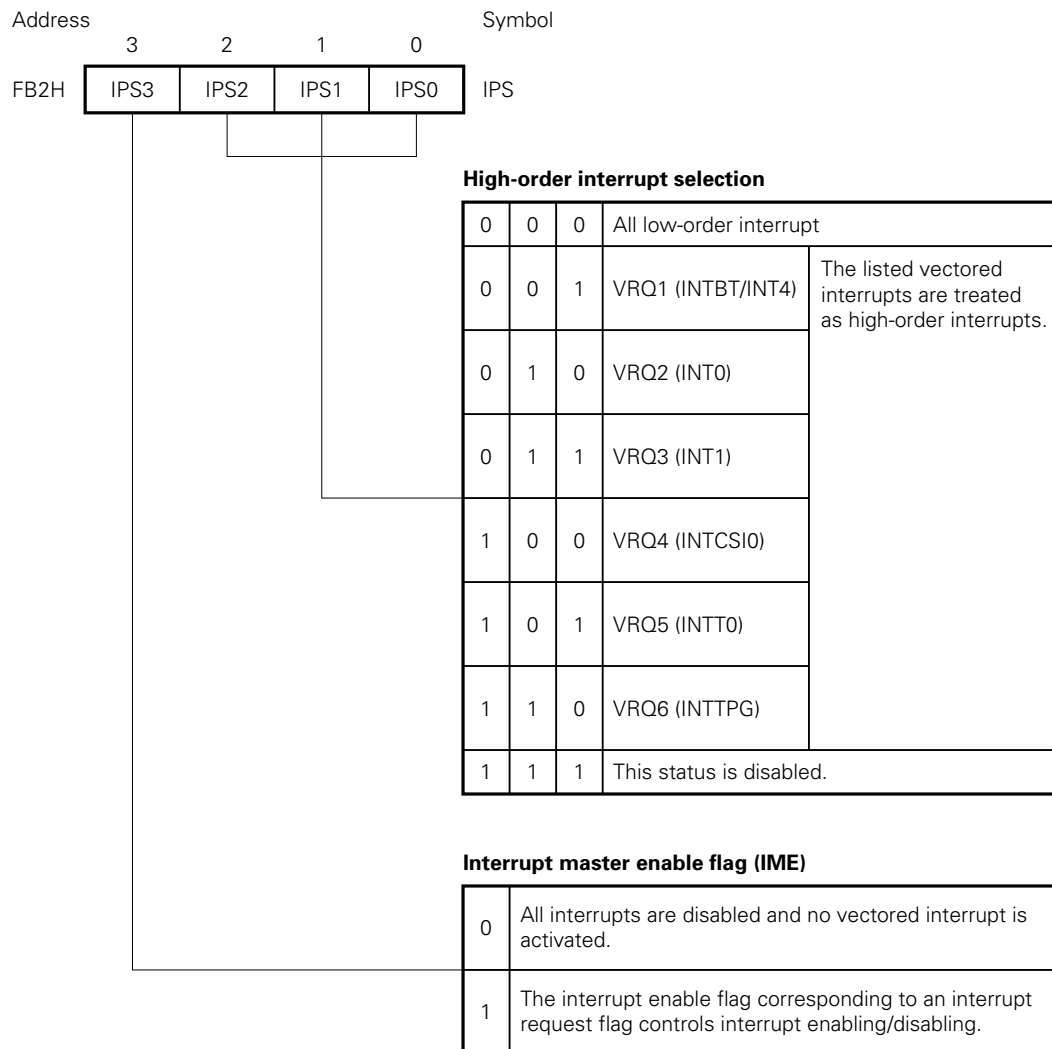 Address Symbol
3 2 1 0
FB2H IPS3 IPS2 IPS1 IPS0 IPS
High-order interrupt selection
0 0 0 All low-order interrupt
0 0 1 VRQ1 (INTBT/INT4) The listed vectored
interrupts are treated
as high-order interrupts.
0 1 0 VRQ2 (INT0)
0 1 1 VRQ3 (INT1)
1 0 0 VRQ4 (INTCSI0)
1 0 1 VRQ5 (INTT0)
1 1 0 VRQ6 (INTTPG)
1 1 1 This status is disabled.
Interrupt master enable flag (IME)
0 All interrupts are disabled and no vectored interrupt is
activated.
1 The interrupt enable flag corresponding to an interrupt
request flag controls interrupt enabling/disabling.